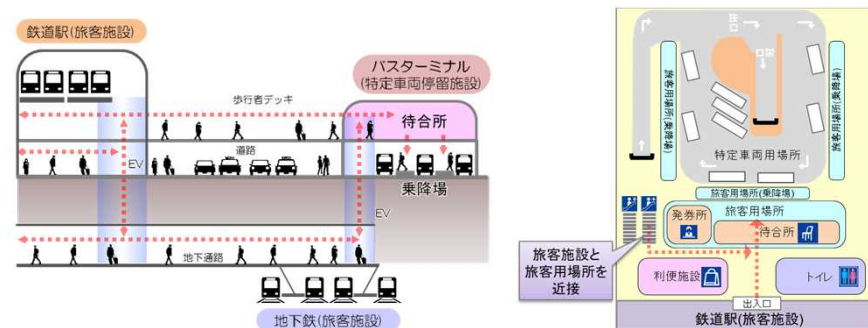 鉄道駅(旅客施設)
バスターミナル
(特定車両停留施設)
歩行者デッキ
待合所
道路
EV
乗降場
EV
地下通路
地下鉄(旅客施設)
出口
出口
旅客用場所(乗降場)
旅客用場所(乗降場)
特定車両用場所
旅客用場所(乗降場)
旅客用場所
発券所
待合所
旅客施設と
旅客用場所を
近接
利便施設
トイレ
出入口
鉄道駅(旅客施設)